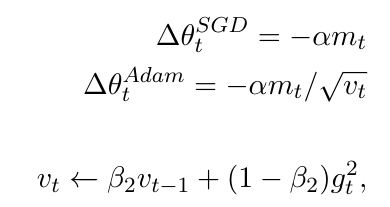 Δθ_t^{SGD} = −αm_t
Δθ_t^{Adam} = −αm_t/√v_t
v_t ← β_2v_{t−1} + (1 − β_2)g_t^2,